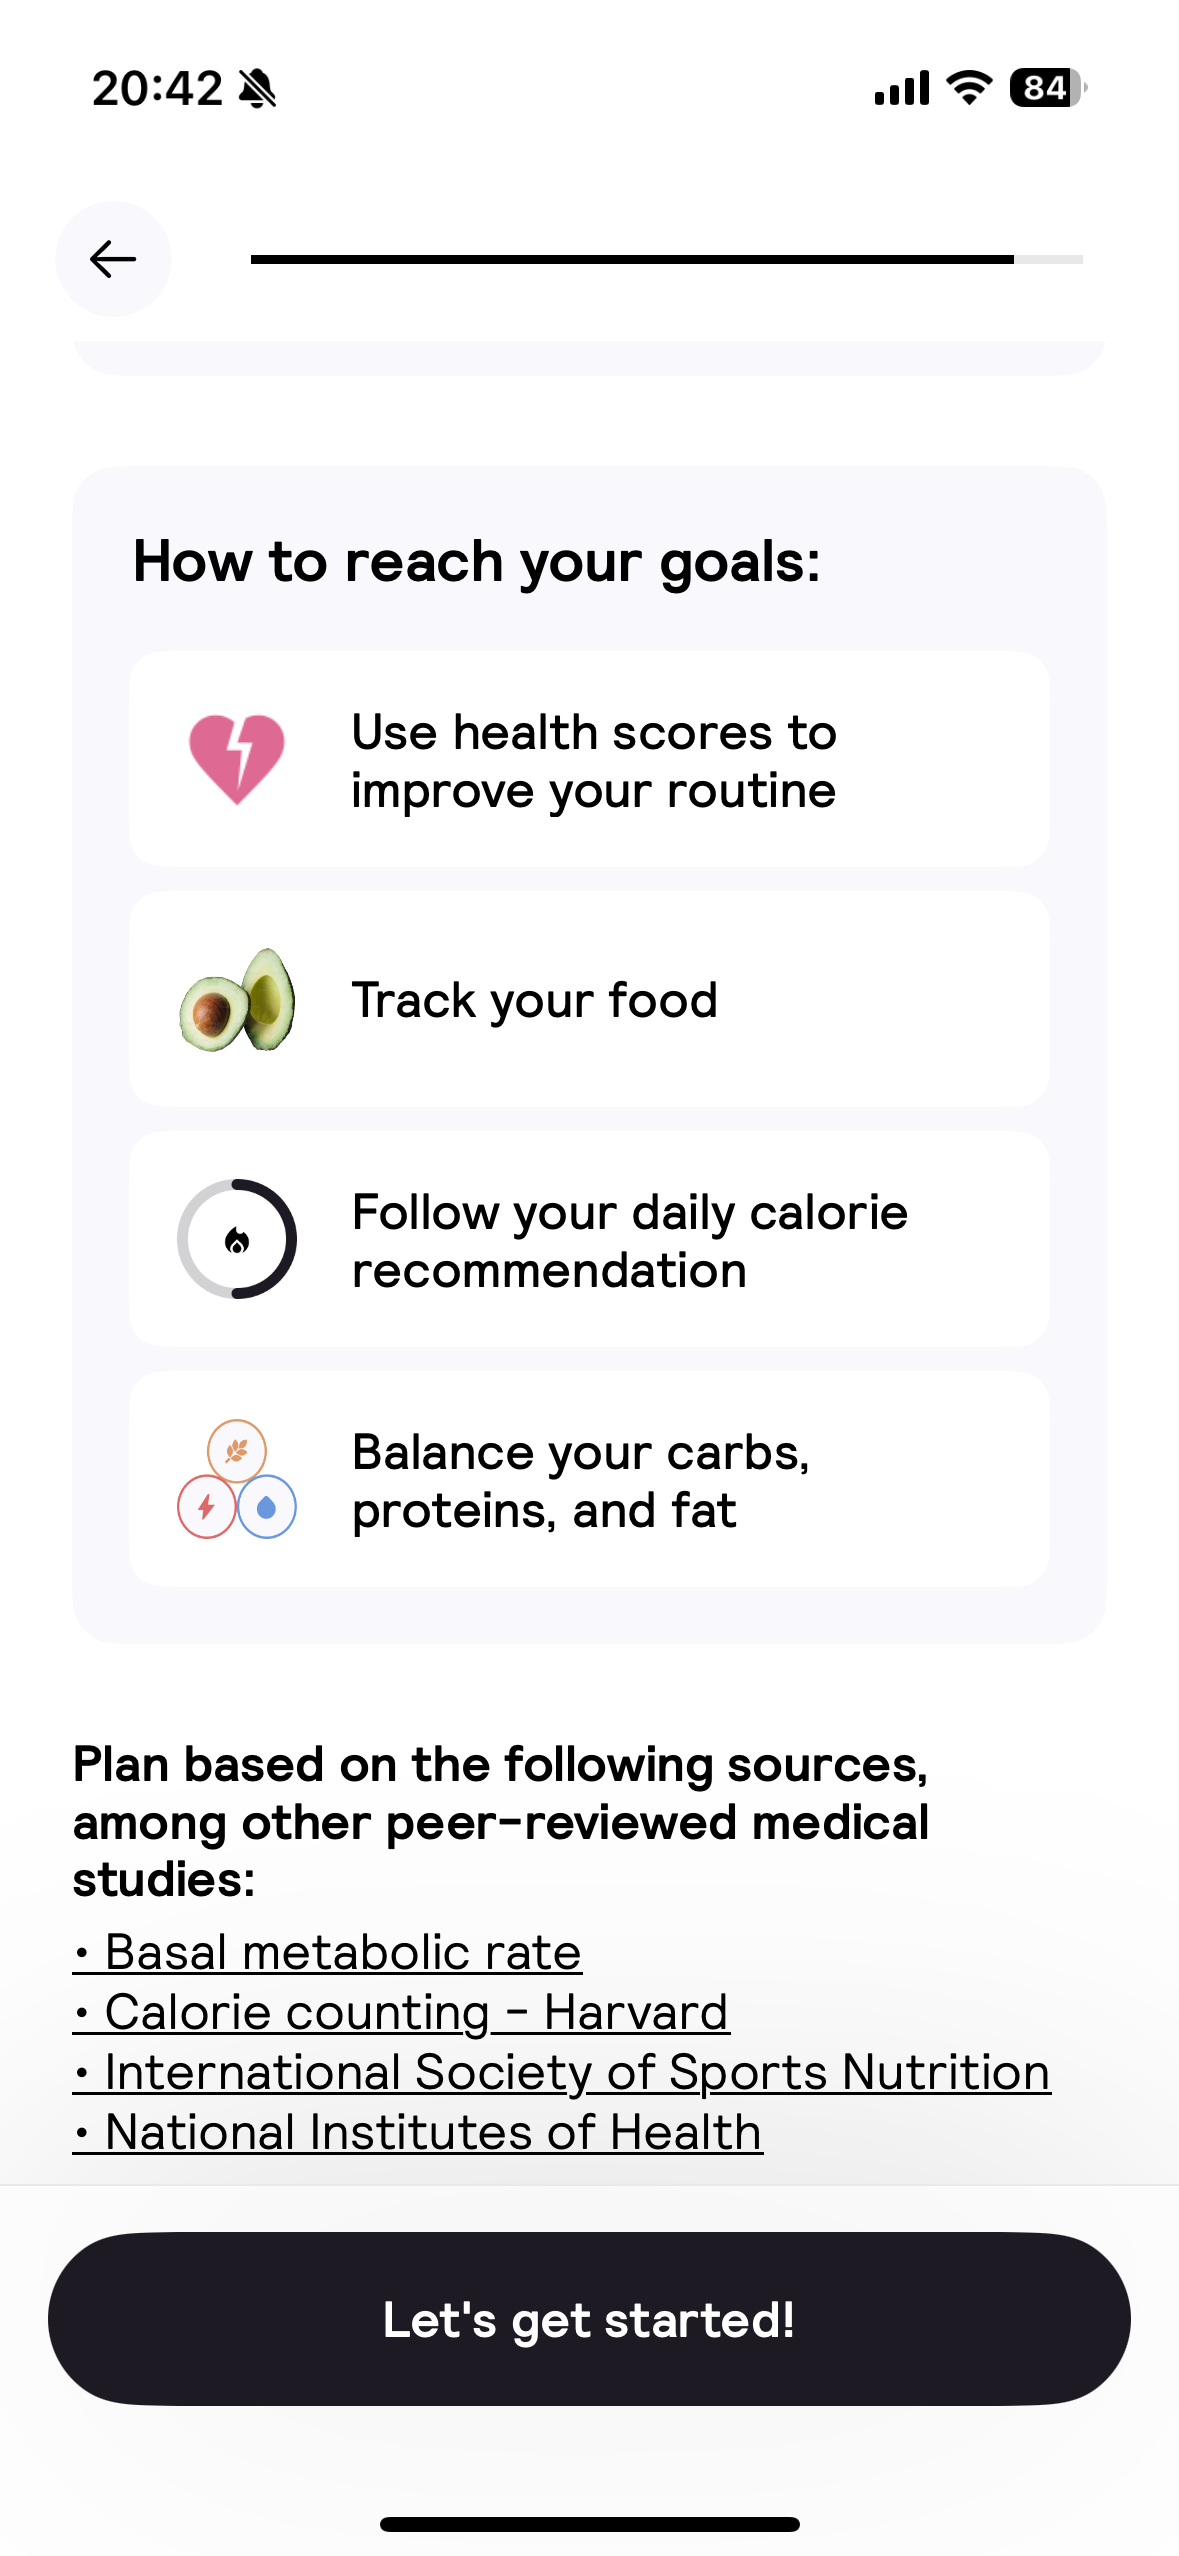 20:42
84
How to reach your goals:
Use health scores to
improve your routine
Track your food
Follow your daily calorie
recommendation
Balance your carbs,
proteins, and fat
Plan based on the following sources,
among other peer-reviewed medical
studies:
• Basal metabolic rate
• Calorie counting - Harvard
• International Society of Sports Nutrition
• National Institutes of Health
Let's get started!